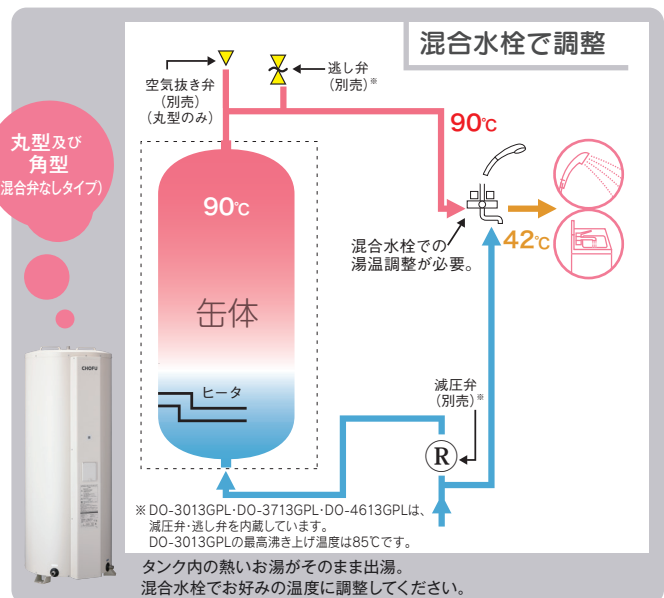 混合水栓で調整
空気抜き弁
(別売)
(丸型のみ)
逃し弁
(別売)※
丸型及び
角型
(混合弁なしタイプ)
90℃
90℃
混合水栓での
湯温調整が必要。
42℃
缶体
ヒータ
減圧弁
(別売)※
R
CHOFU
※DO-3013GPL・DO-3713GPL・DO-4613GPLは、
減圧弁・逃し弁を内蔵しています。
DO-3013GPLの最高沸き上げ温度は85℃です。
タンク内の熱いお湯がそのまま出湯。
混合水栓でお好みの温度に調整してください。